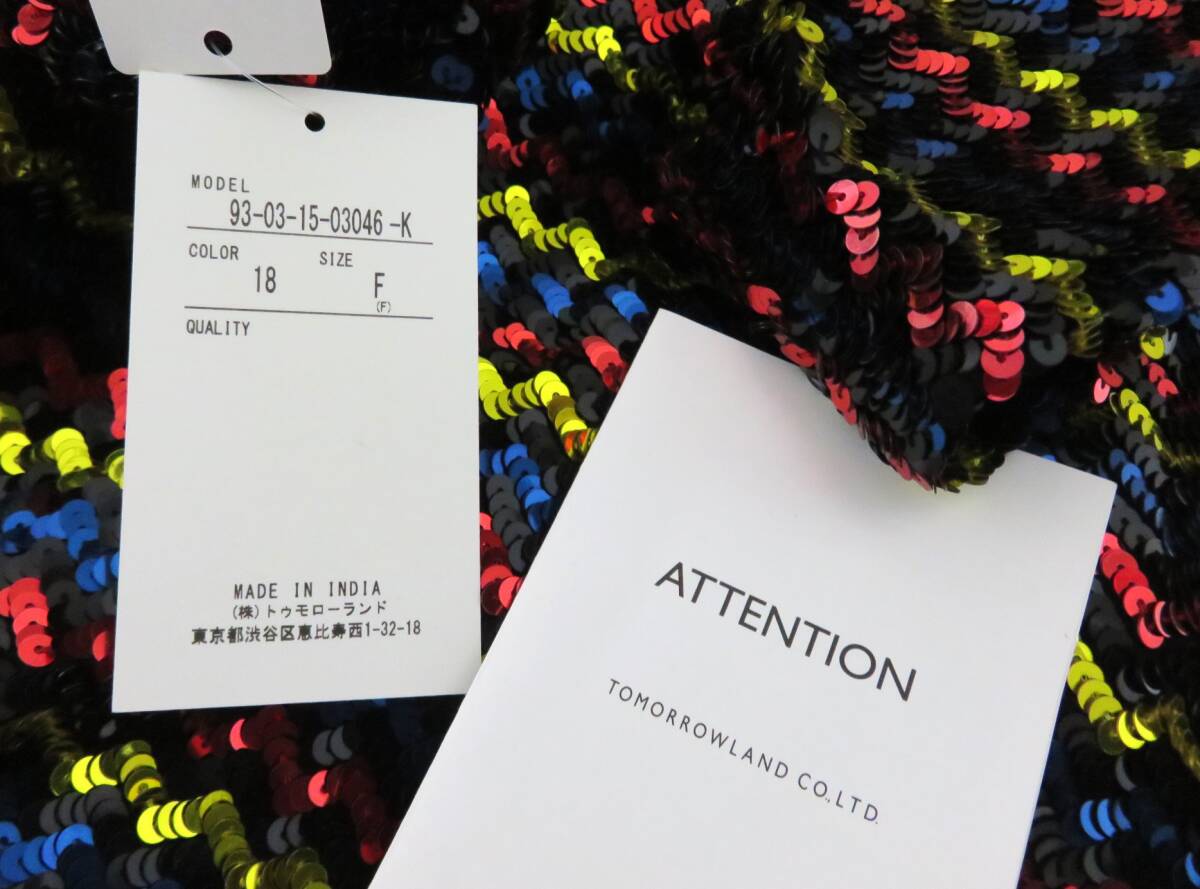 MODEL
93-03-15-03046 -K
COLOR SIZE
18 F
(F)
QUALITY
MADE IN INDIA
(株)トゥモローランド
東京都渋谷区恵比寿西1-32-18
ATTENTION
TOMORROWLAND CO.,LTD.